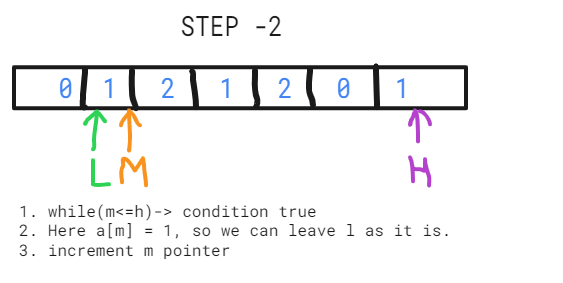 STEP -2
0 1 2 1 2 0 1
L M H
1. while(m<=h)-> condition true
2. Here a[m] = 1, so we can leave l as it is.
3. increment m pointer